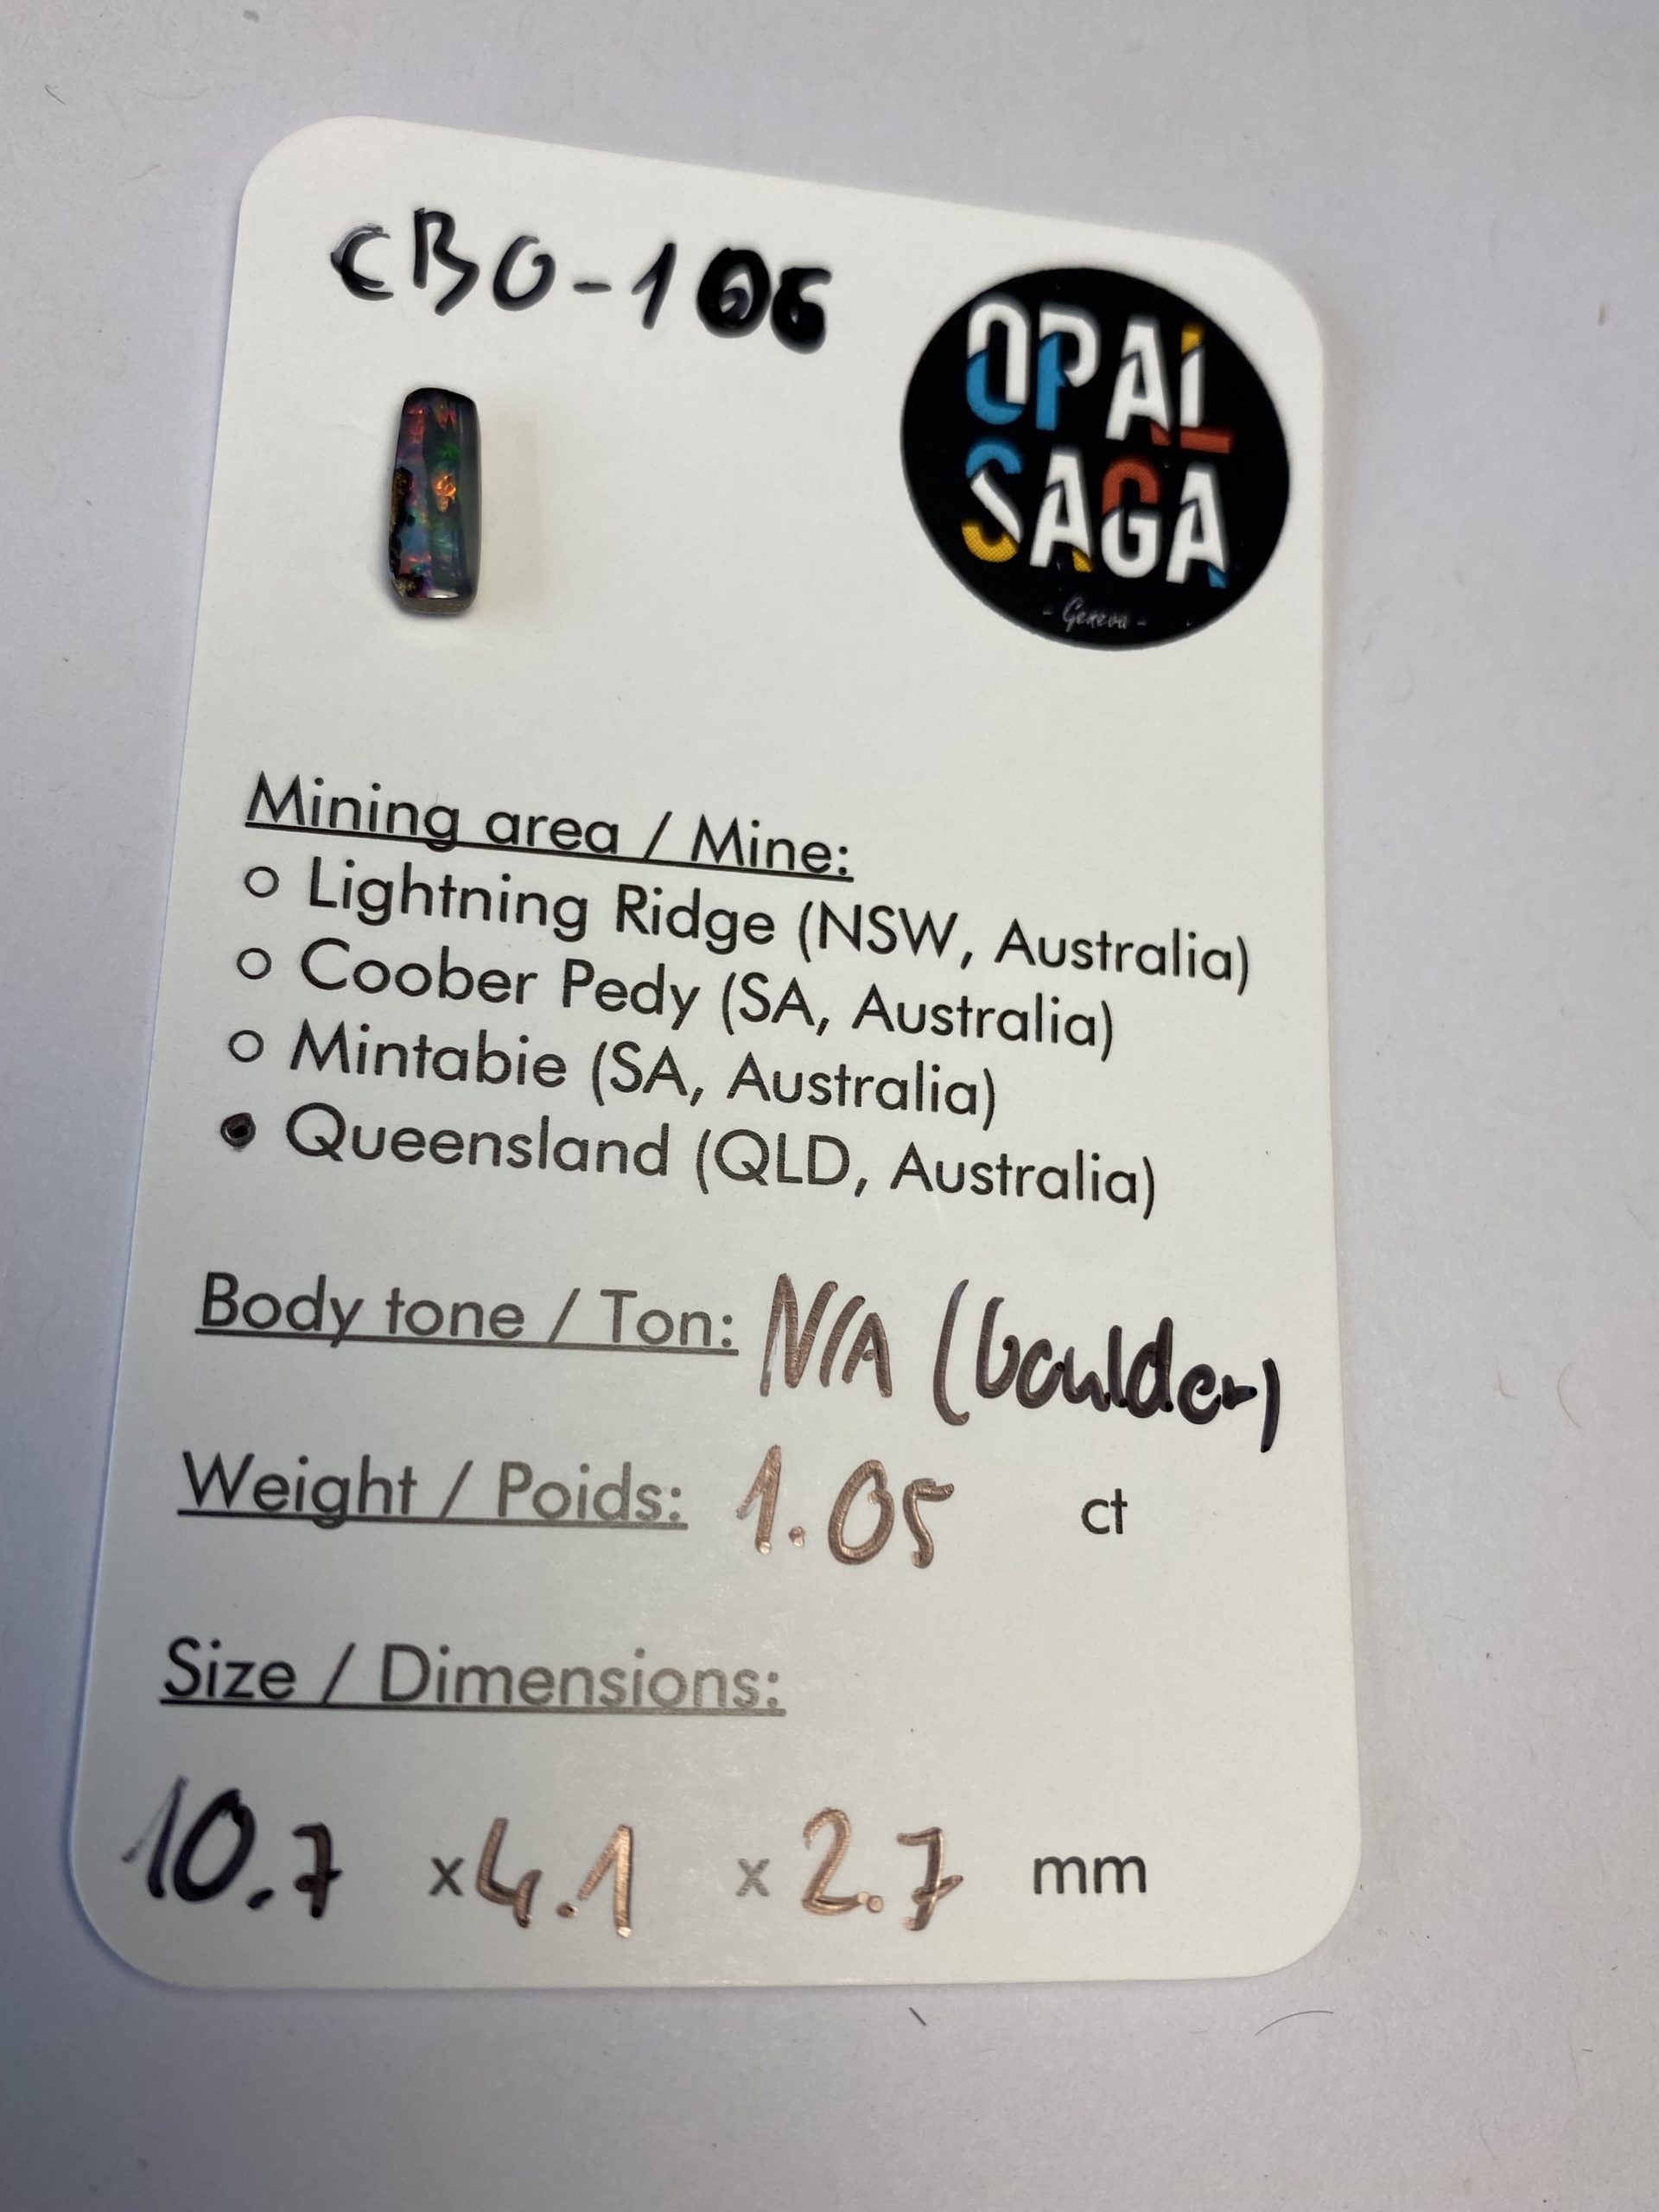 CBO-106
OPAL
SAGA
- Geneva -
Mining area / Mine:
o Lightning Ridge (NSW, Australia)
o Coober Pedy (SA, Australia)
o Mintabie (SA, Australia)
● Queensland (QLD, Australia)
Body tone / Ton: N/A (boulder)
Weight / Poids: 1.05 ct
Size / Dimensions:
10.7 x 4.1 x 2.7 mm